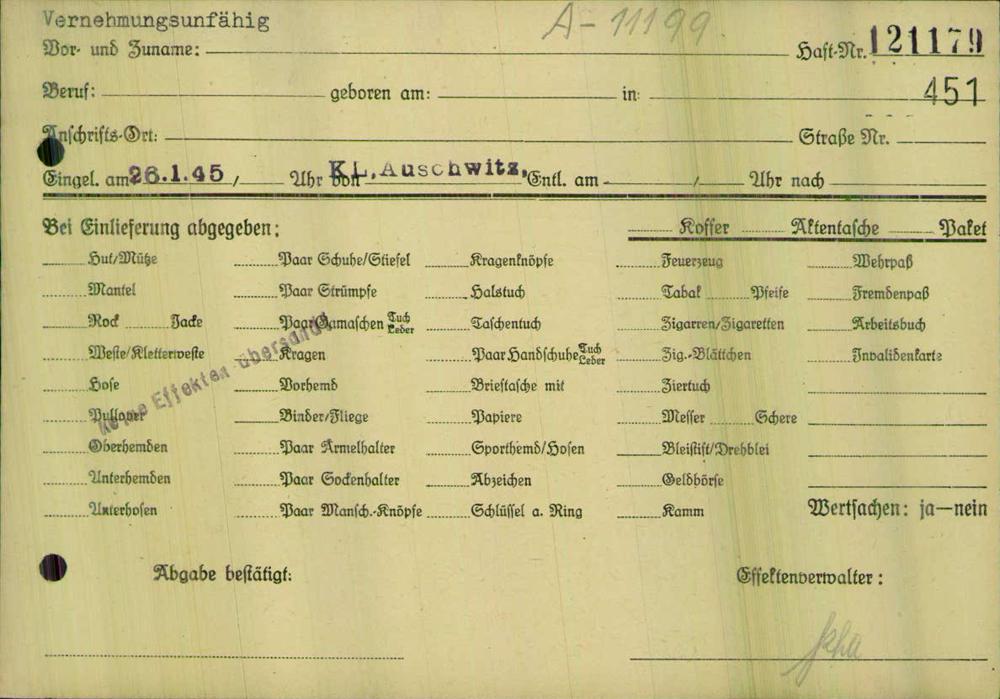 Vernehmungsunfähig
A-11199.
Vor- und Zuname: Haft-Nr. 121179
Beruf: geboren am: in: 451
Anschrifts-Ort: Straße Nr.
Eingel. am 26.1.45 / Uhr von KL. Auschwitz. Entl. am / Uhr nach
Bei Einlieferung abgegeben: Koffer Aktentasche Paket
Hut/Mütze Paar Schuhe/Stiefel Kragenknöpfe Feuerzeug Wehrpaß
Mantel Paar Strümpfe Halstuch Tabak Pfeife Fremdenpaß
Rock Jacke Paar Gamaschen Tuch Leder Taschentuch Zigarren/Zigaretten Arbeitsbuch
Weste/Kletterweste Kragen Paar Handschuhe Tuch Leder Zig.-Blättchen Invalidenkarte
Hose Vorhemd Brieftasche mit Ziertuch
Pullover Binder/Fliege Papiere Messer Schere
Oberhemden Paar Ärmelhalter Sporthemd/Hosen Bleistift/Drehblei
Unterhemden Paar Sockenhalter Abzeichen Geldbörse
Unterhosen Paar Mansch.-Knöpfe Schlüssel a. Ring Kamm Wertsachen: ja—nein
Keine Effekten übersandt
Abgabe bestätigt: Effektenverwalter: